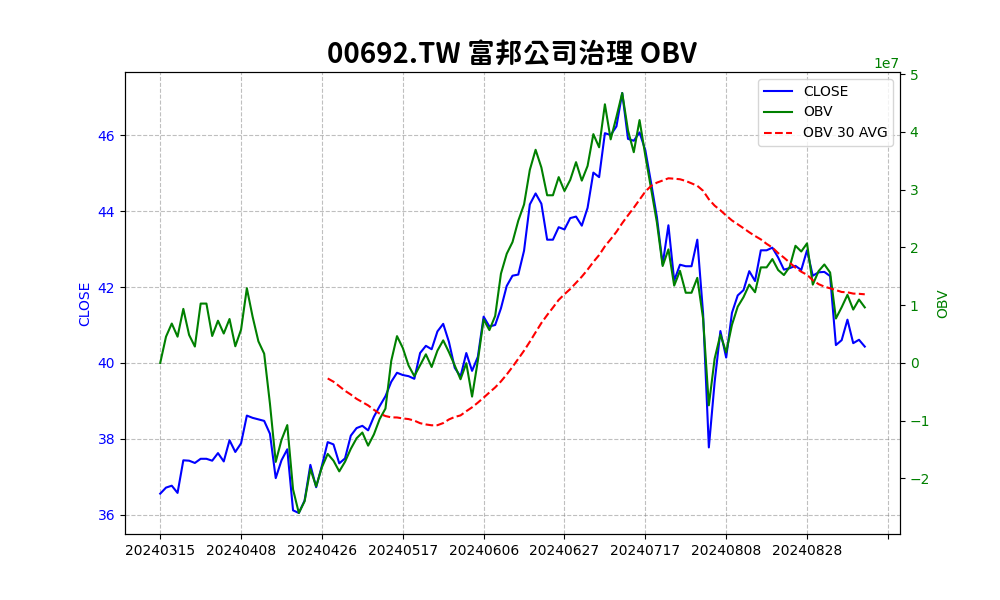 00692.TW 富邦公司治理 OBV
1e7
CLOSE
OBV
OBV 30 AVG
46
44
42
40
38
36
CLOSE
5
4
3
2
1
0
−1
−2
OBV
20240315 20240408 20240426 20240517 20240606 20240627 20240717 20240808 20240828